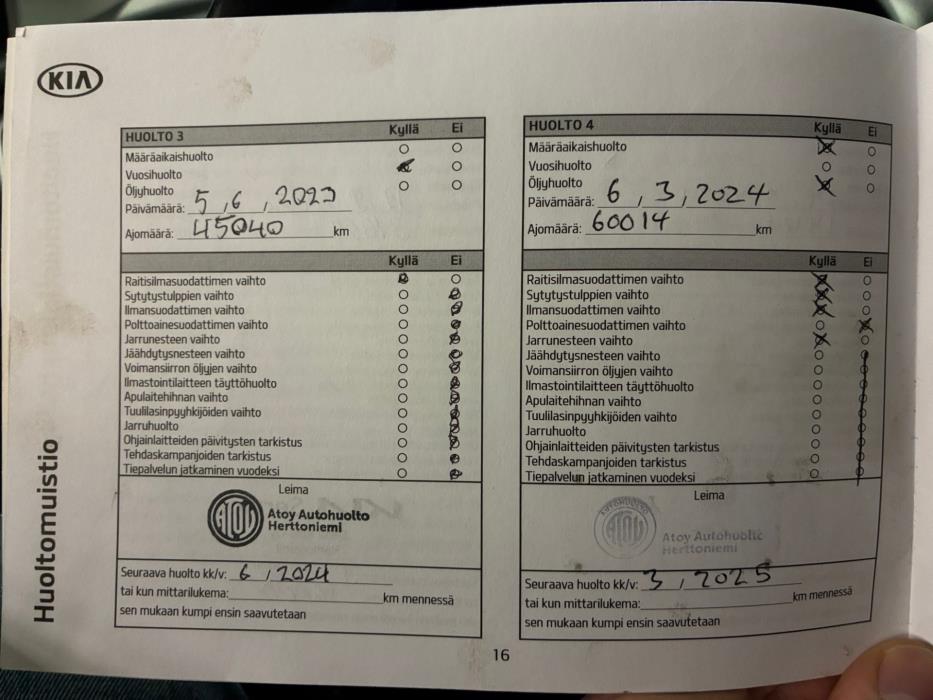 KIA
HUOLTO 3 Kyllä Ei
Määräaikaishuolto
Vuosihuolto
Öljyhuolto
Päivämäärä: 5,6,2023
Ajomäärä: 45040 km
Kyllä Ei
Raitisilmasuodattimen vaihto
Sytytystulppien vaihto
Ilmansuodattimen vaihto
Polttoainesuodattimen vaihto
Jarrunesteen vaihto
Jäähdytysnesteen vaihto
Voimansiirron öljyjen vaihto
Ilmastointilaitteen täyttöhuolto
Apulaitehihnan vaihto
Tuulilasinpyyhkijöiden vaihto
Jarruhuolto
Ohjainlaitteiden päivitysten tarkistus
Tehdaskampanjoiden tarkistus
Tiepalvelun jatkaminen vuodeksi
Leima
ATOY Atoy Autohuolto
Herttoniemi
Seuraava huolto kk/v: 6,2024
tai kun mittarilukema: km mennessä
sen mukaan kumpi ensin saavutetaan
HUOLTO 4 Kyllä Ei
Määräaikaishuolto
Vuosihuolto
Öljyhuolto
Päivämäärä: 6,3,2024
Ajomäärä: 60014 km
Kyllä Ei
Raitisilmasuodattimen vaihto
Sytytystulppien vaihto
Ilmansuodattimen vaihto
Polttoainesuodattimen vaihto
Jarrunesteen vaihto
Jäähdytysnesteen vaihto
Voimansiirron öljyjen vaihto
Ilmastointilaitteen täyttöhuolto
Apulaitehihnan vaihto
Tuulilasinpyyhkijöiden vaihto
Jarruhuolto
Ohjainlaitteiden päivitysten tarkistus
Tehdaskampanjoiden tarkistus
Tiepalvelun jatkaminen vuodeksi
Leima
ATOY Atoy
Herttoniemi
Seuraava huolto kk/v: 3,2025
tai kun mittarilukema: km mennessä
sen mukaan kumpi ensin saavutetaan
Huoltomuistio
16